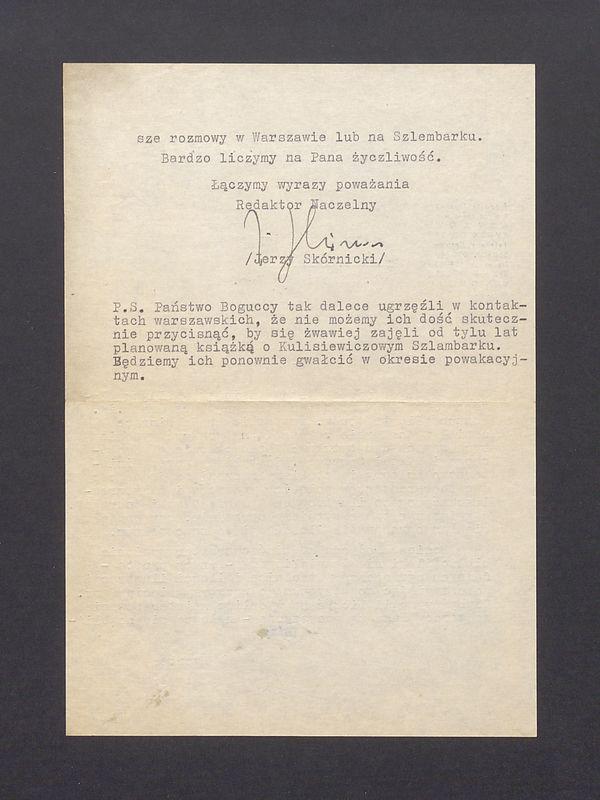 sze rozmowy w Warszawie lub na Szlembarku.
Bardzo liczymy na Pana życzliwość.
Łączymy wyrazy poważania
Redaktor Naczelny
/Jerzy Skórnicki/
P.S. Państwo Boguccy tak dalece ugrzęźli w kontak-
tach warszawskich, że nie możemy ich dość skutecz-
nie przycisnąć, by się żwawiej zajęli od tylu lat
planowaną książką o Kulisiewiczowym Szlambarku.
Będziemy ich ponownie gwałcić w okresie powakacyj-
nym.